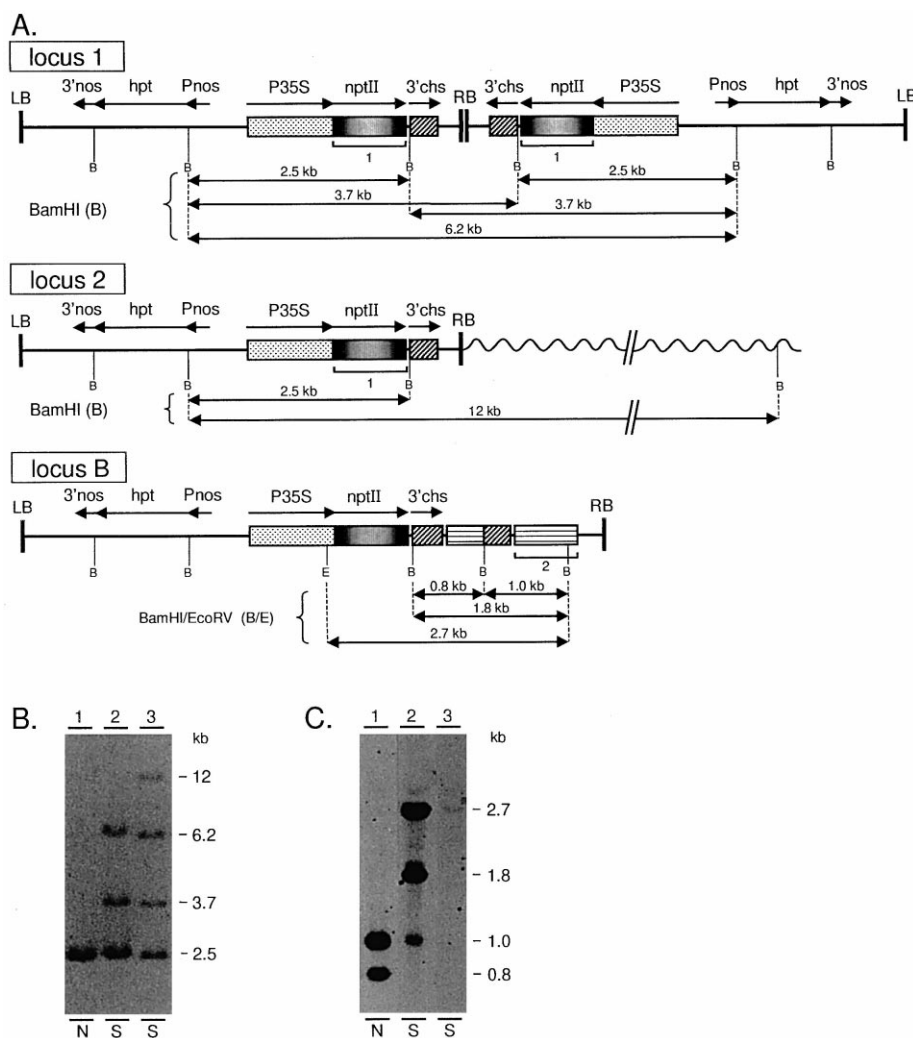 A.
locus 1
3'nos hpt Pnos P35S nptII 3'chs RB 3'chs nptII P35S Pnos hpt 3'nos
LB LB
1 1
B B B B B B
2.5 kb 2.5 kb
3.7 kb
BamHI (B)
3.7 kb
6.2 kb
locus 2
3'nos hpt Pnos P35S nptII 3'chs
LB RB
1
B B B B
2.5 kb
BamHI (B)
12 kb
locus B
3'nos hpt Pnos P35S nptII 3'chs
LB RB
2
B B E B B B
0.8 kb 1.0 kb
1.8 kb
BamHI/EcoRV (B/E)
2.7 kb
B.
1 2 3
kb
12
6.2
3.7
2.5
N S S
C.
1 2 3
kb
2.7
1.8
1.0
0.8
N S S